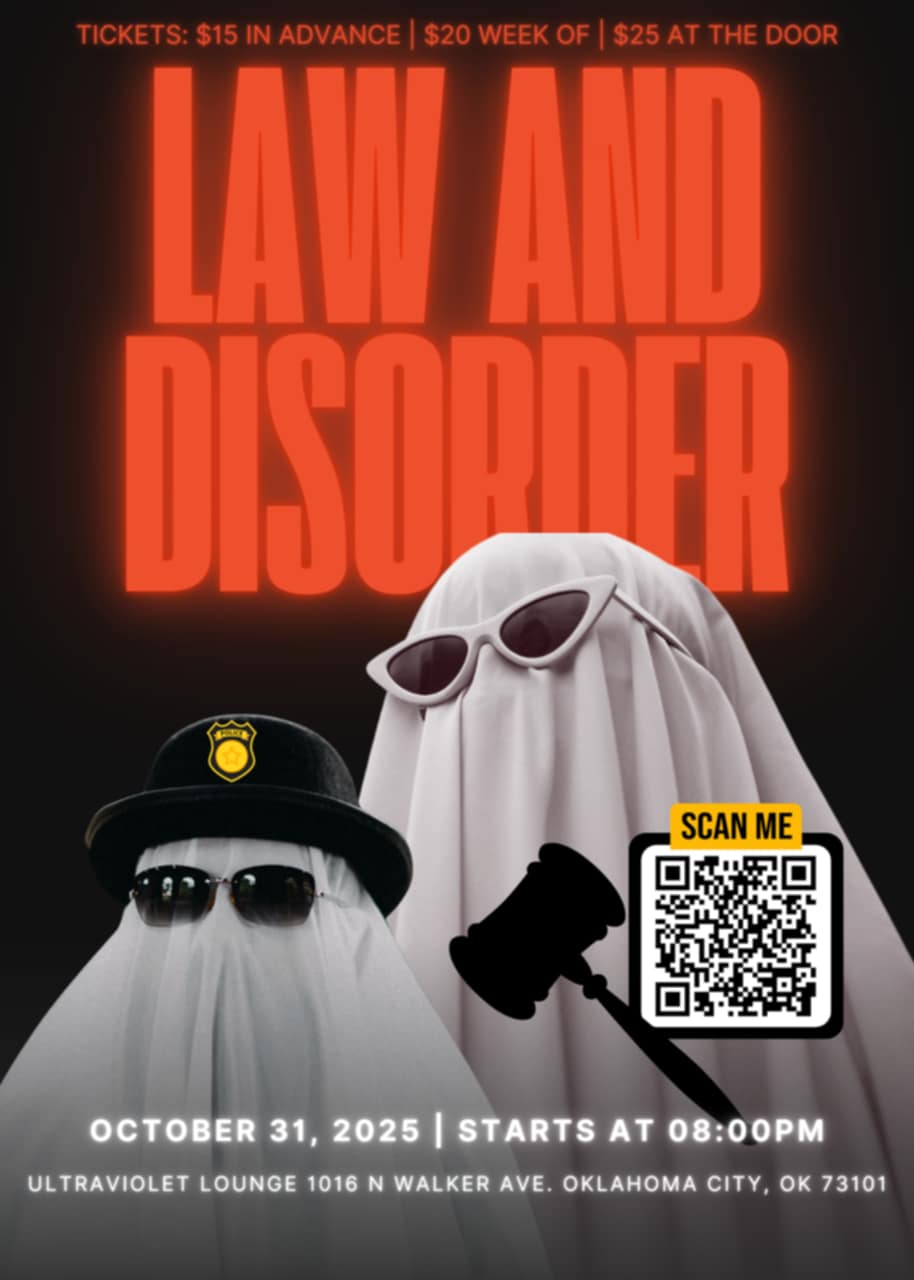 TICKETS: $15 IN ADVANCE | $20 WEEK OF | $25 AT THE DOOR
LAW AND
DISORDER
POLICE
SCAN ME
OCTOBER 31, 2025 | STARTS AT 08:00PM
ULTRAVIOLET LOUNGE 1016 N WALKER AVE. OKLAHOMA CITY, OK 73101